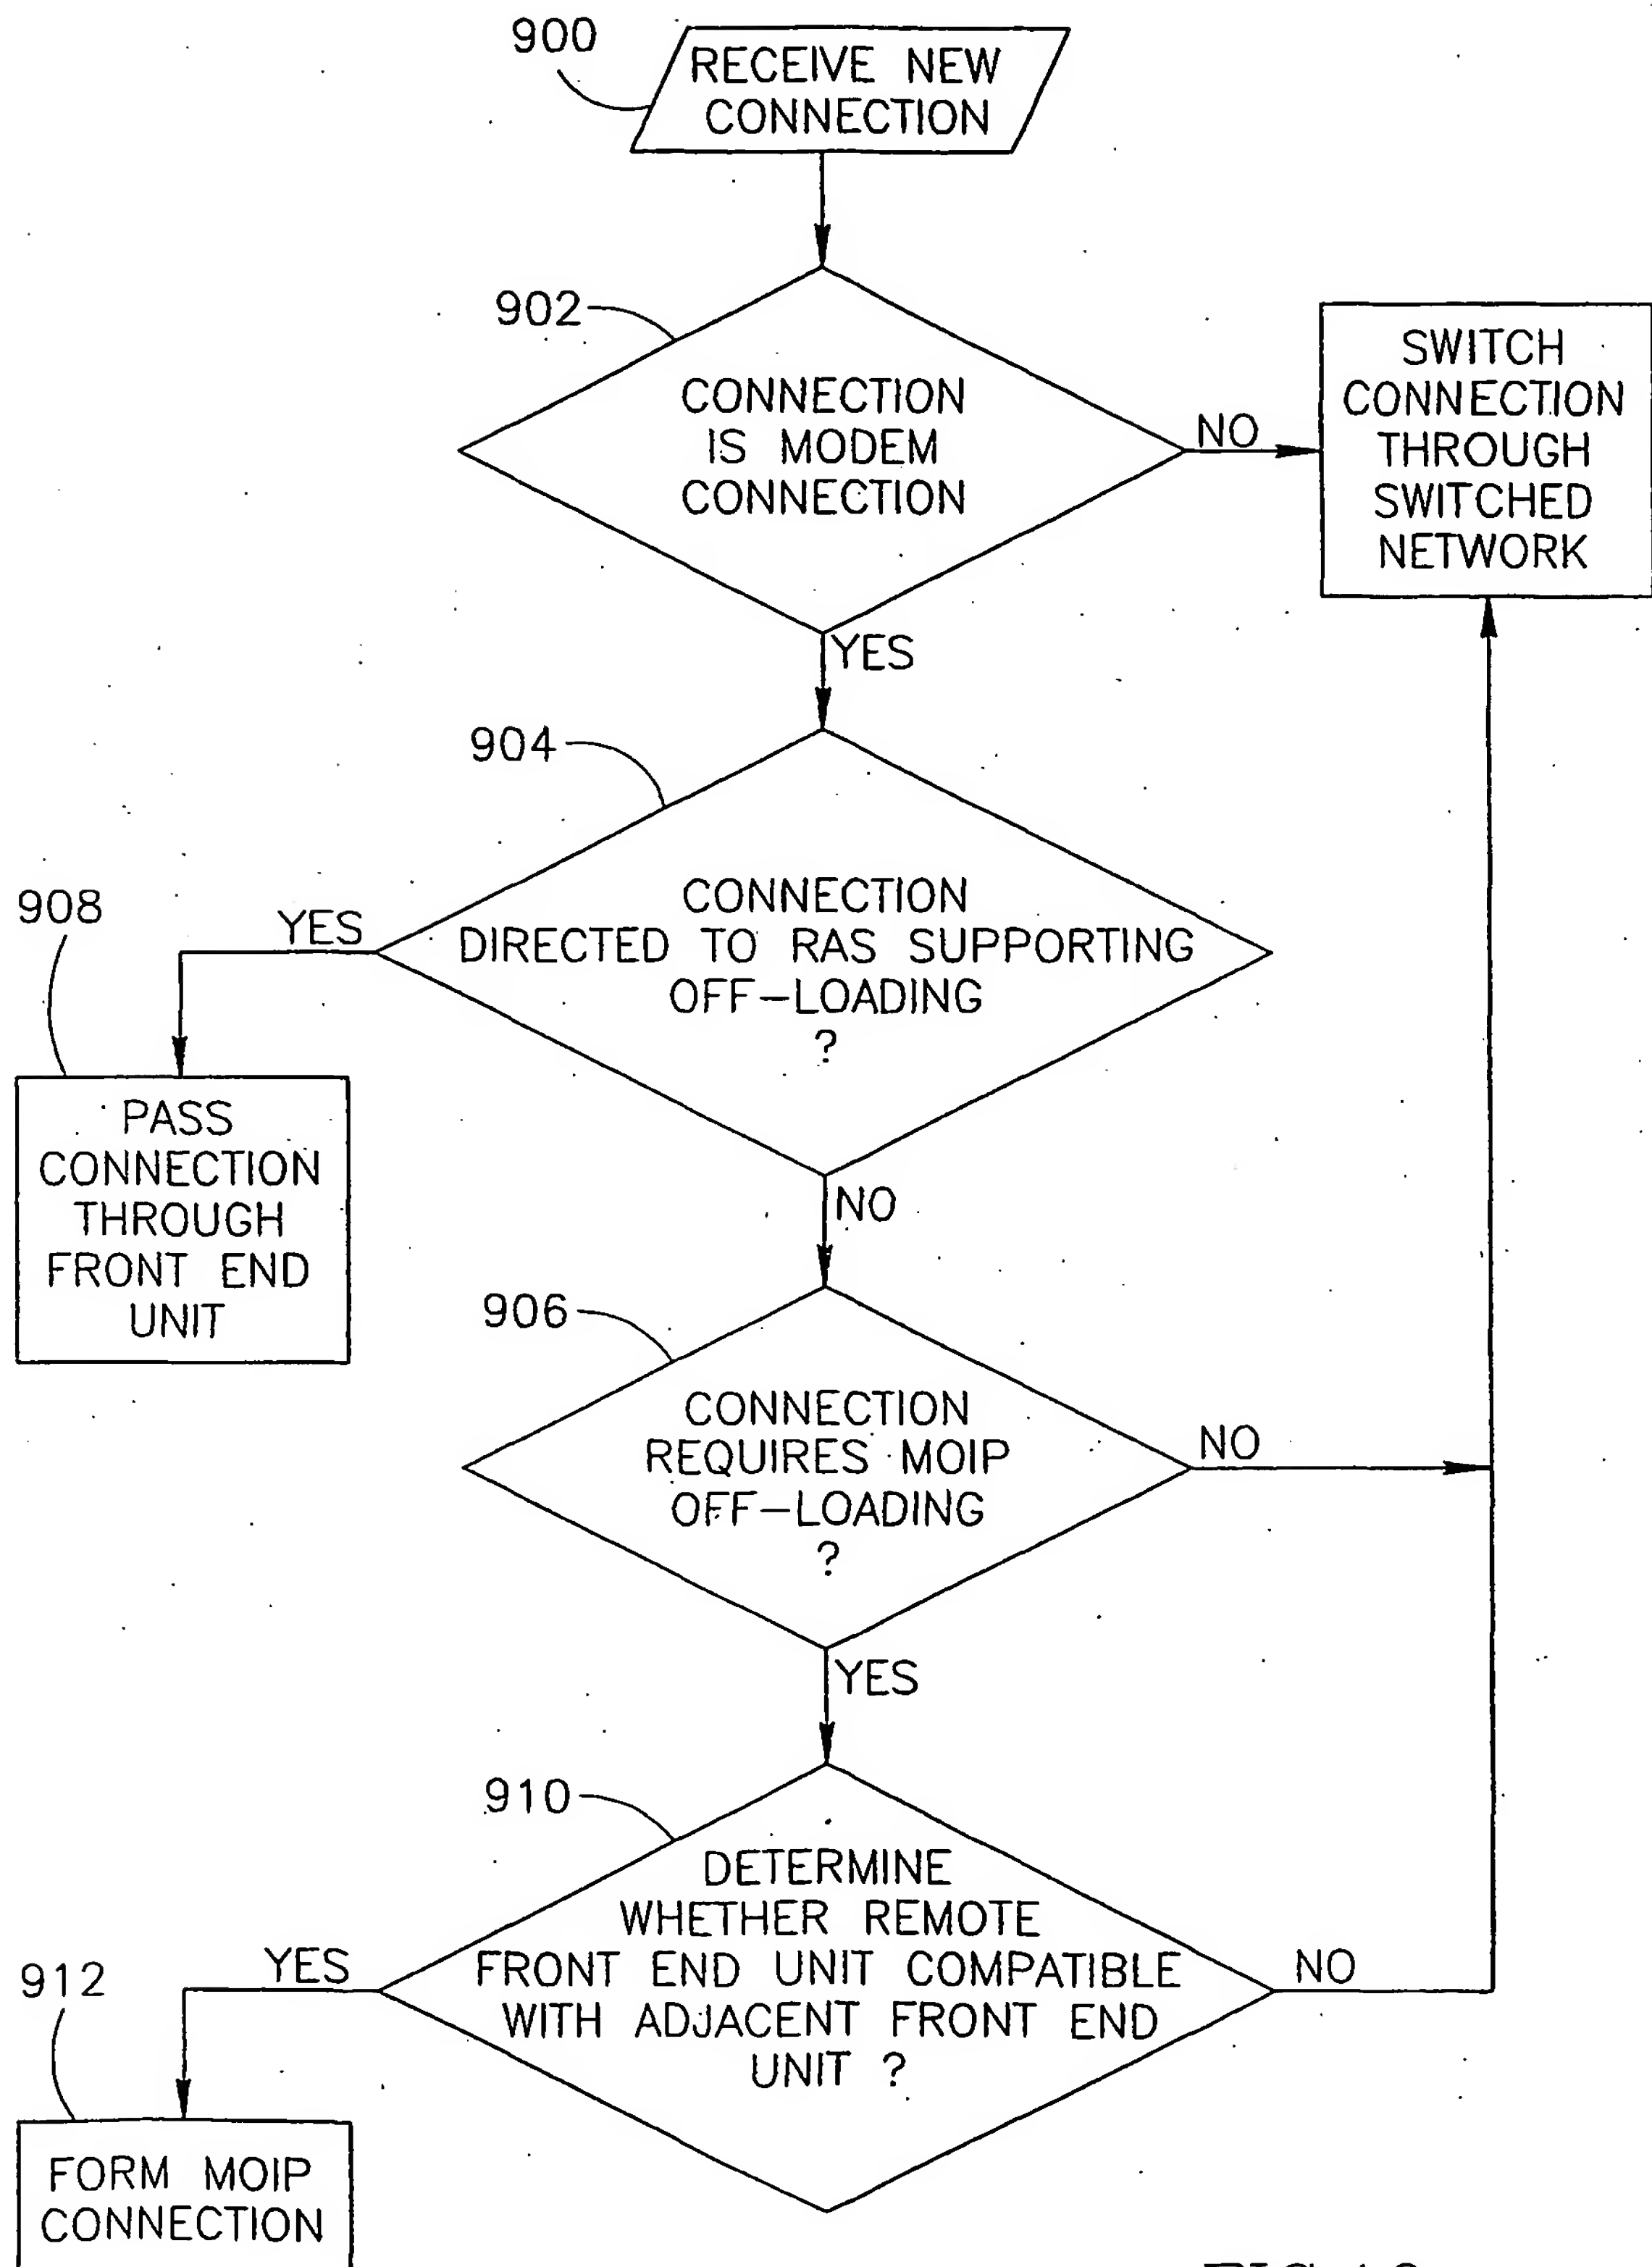 900
RECEIVE NEW
CONNECTION
902
CONNECTION
IS MODEM
CONNECTION
NO
SWITCH
CONNECTION
THROUGH
SWITCHED
NETWORK
YES
904
CONNECTION
DIRECTED TO RAS SUPPORTING
OFF-LOADING
?
YES
908
PASS
CONNECTION
THROUGH
FRONT END
UNIT
NO
906
CONNECTION
REQUIRES MOIP
OFF-LOADING
?
NO
YES
910
DETERMINE
WHETHER REMOTE
FRONT END UNIT COMPATIBLE
WITH ADJACENT FRONT END
UNIT ?
YES
NO
912
FORM MOIP
CONNECTION